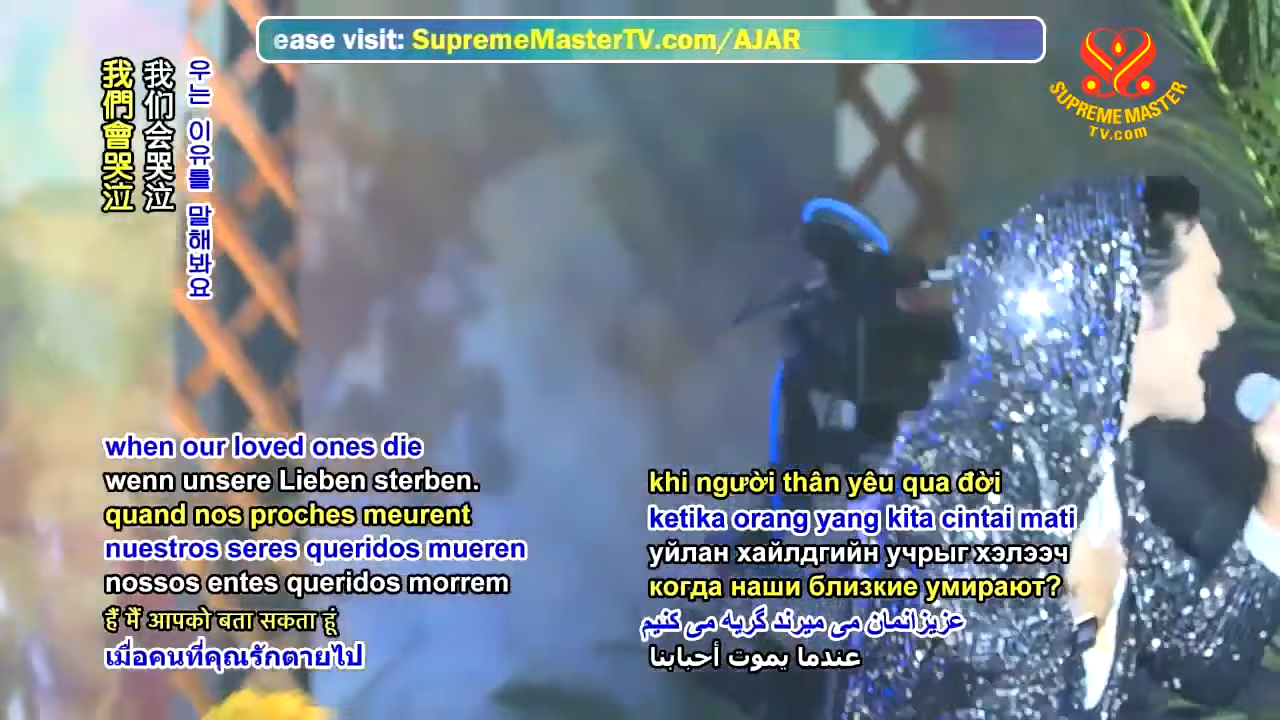 ease visit: SupremeMasterTV.com/AJAR
SUPREME MASTER
TV.com
我們會哭泣
我们会哭泣
우는 이유를 말해봐요
when our loved ones die
wenn unsere Lieben sterben.
quand nos proches meurent
nuestros seres queridos mueren
nossos entes queridos morrem
हैं मैं आपको बता सकता हूं
เมื่อคนที่คุณรักตายไป
khi người thân yêu qua đời
ketika orang yang kita cintai mati
уйлан хайлдгийн учрыг хэлээч
когда наши близкие умирают?
عزیزانمان می میرند گریه می کنیم
عندما يموت أحبابنا